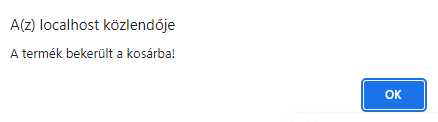 A(z) localhost közlendője
A termék bekerült a kosárba!
OK